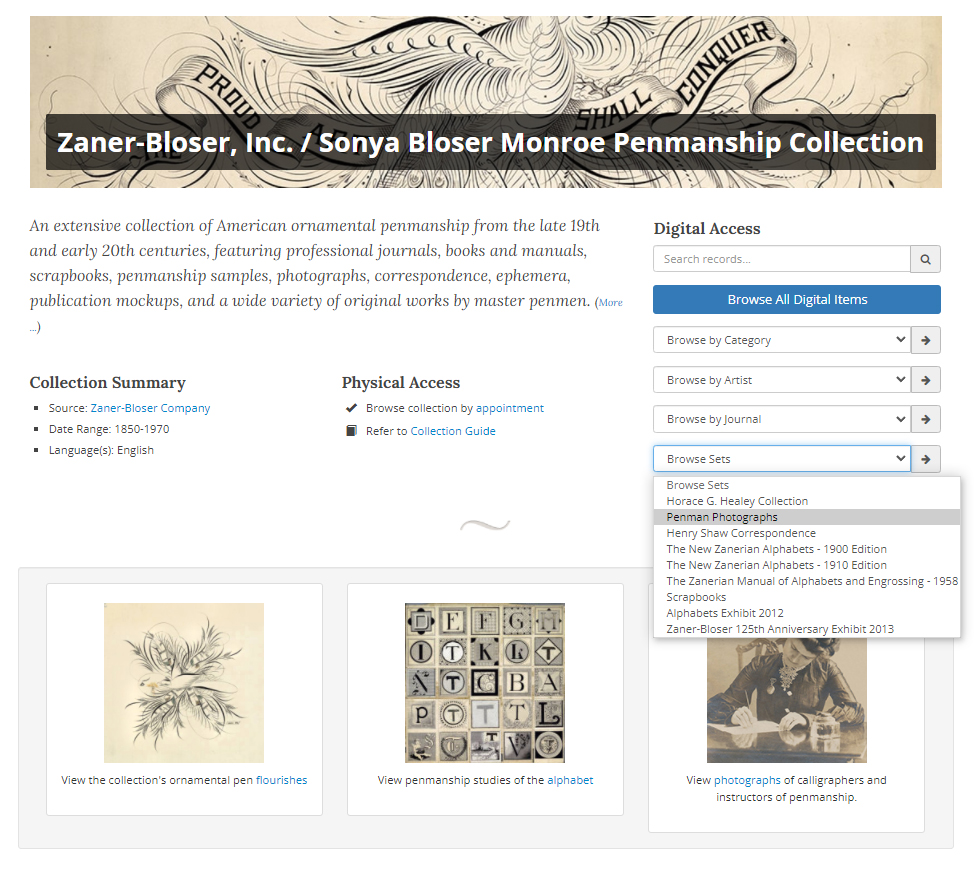 PROUD
SHALL
CONQUER
Zaner-Bloser, Inc. / Sonya Bloser Monroe Penmanship Collection
An extensive collection of American ornamental penmanship from the late 19th
and early 20th centuries, featuring professional journals, books and manuals,
scrapbooks, penmanship samples, photographs, correspondence, ephemera,
publication mockups, and a wide variety of original works by master penmen. (More
...)
Collection Summary
Source: Zaner-Bloser Company
Date Range: 1850-1970
Language(s): English
Physical Access
Browse collection by appointment
Refer to Collection Guide
Digital Access
Search records...
Browse All Digital Items
Browse by Category
Browse by Artist
Browse by Journal
Browse Sets
Browse Sets
Horace G. Healey Collection
Penman Photographs
Henry Shaw Correspondence
The New Zanerian Alphabets - 1900 Edition
The New Zanerian Alphabets - 1910 Edition
The Zanerian Manual of Alphabets and Engrossing - 1958
Scrapbooks
Alphabets Exhibit 2012
Zaner-Bloser 125th Anniversary Exhibit 2013
View the collection's ornamental pen flourishes
D E F G H
I T K L T
N T C B A
P T T T L
View penmanship studies of the alphabet
View photographs of calligraphers and
instructors of penmanship.